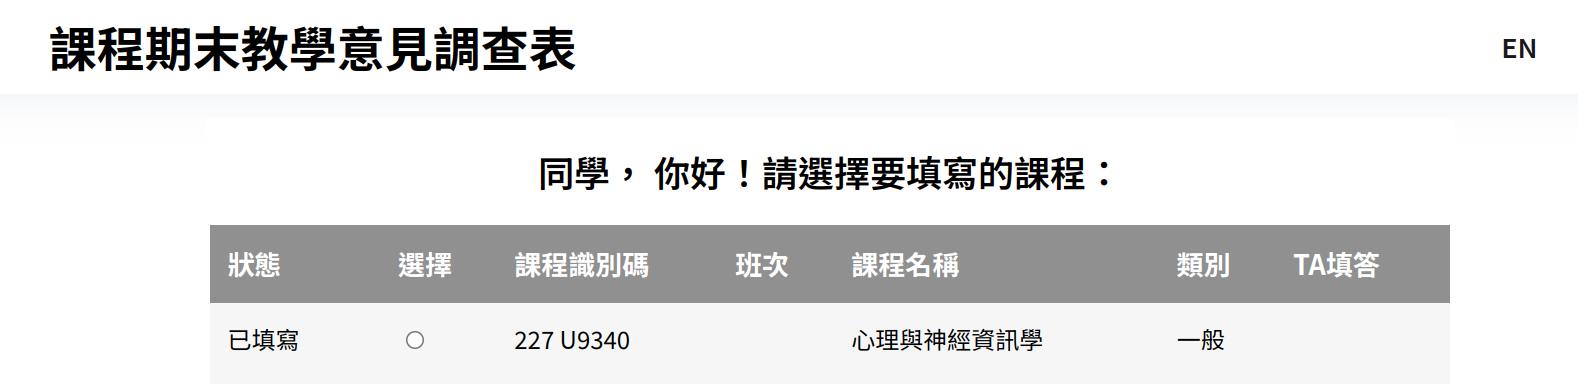 課程期末教學意見調查表
EN
同學， 你好！請選擇要填寫的課程：
狀態 選擇 課程識別碼 班次 課程名稱 類別 TA填答
已填寫 227 U9340 心理與神經資訊學 一般